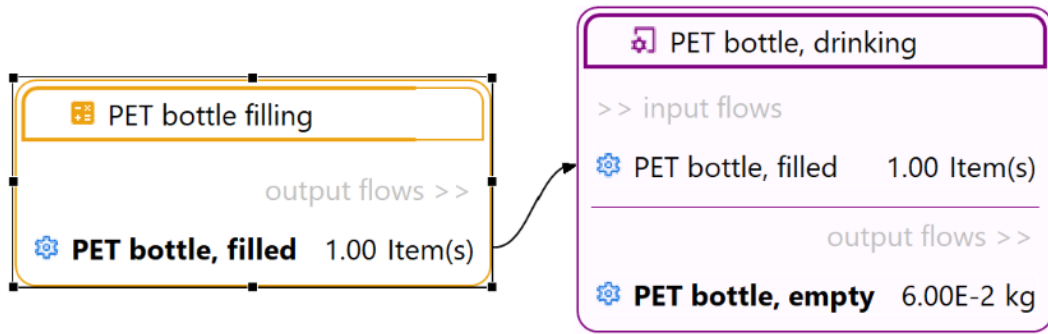 PET bottle filling
output flows >>
PET bottle, filled 1.00 Item(s)
PET bottle, drinking
>> input flows
PET bottle, filled 1.00 Item(s)
output flows >>
PET bottle, empty 6.00E-2 kg